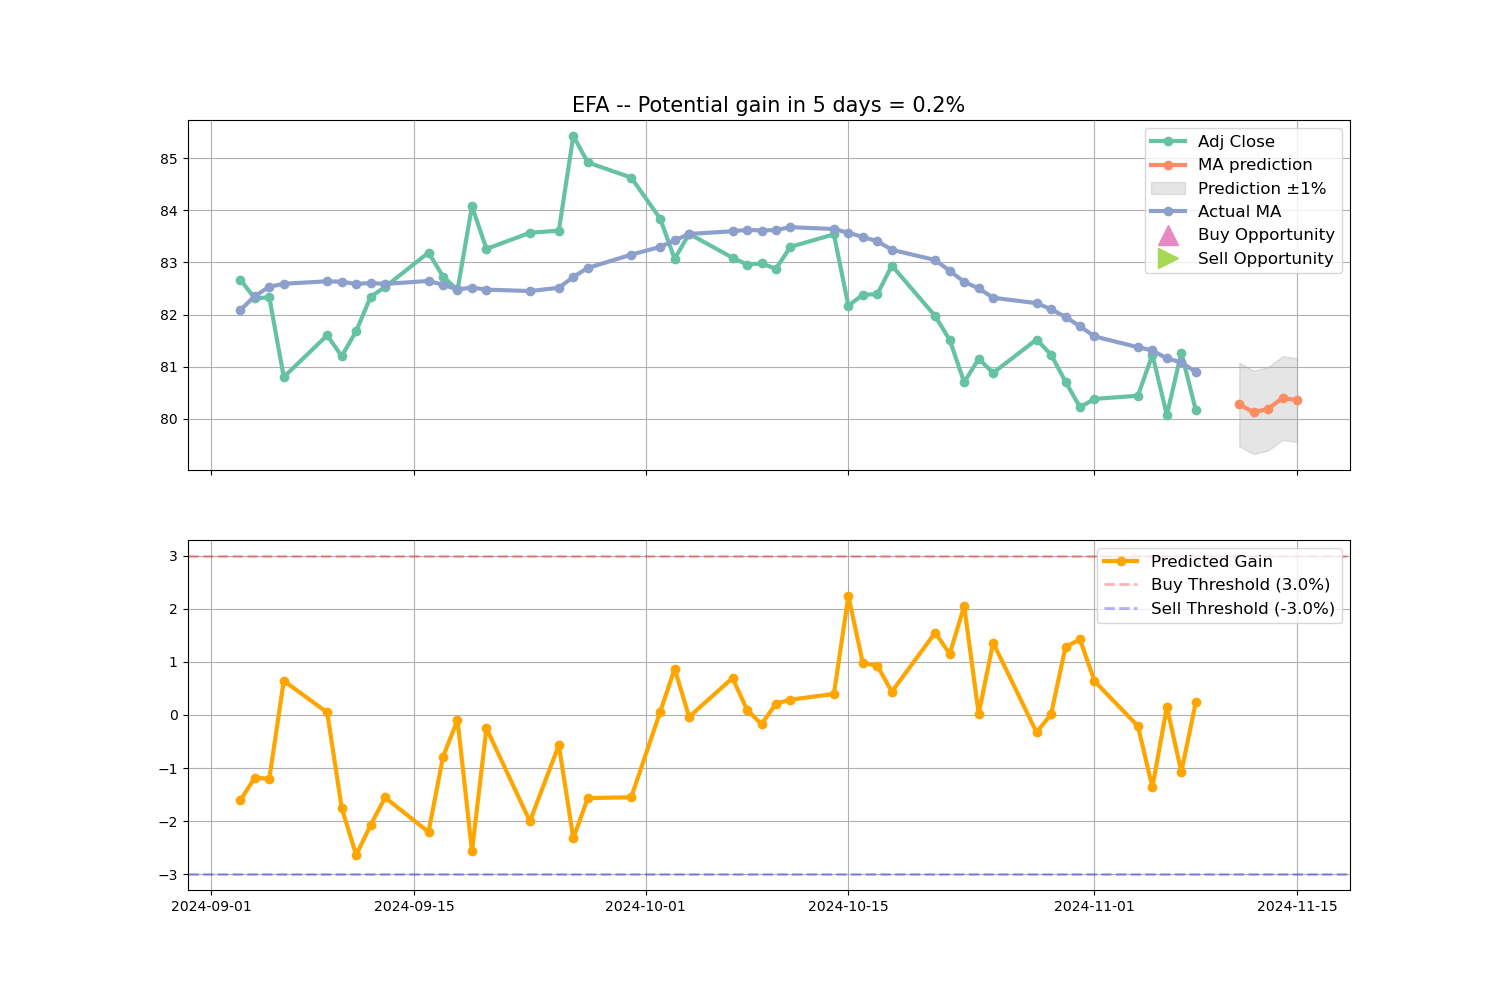 EFA -- Potential gain in 5 days = 0.2%
85
84
83
82
81
80
Adj Close
MA prediction
Prediction ±1%
Actual MA
Buy Opportunity
Sell Opportunity
3
2
1
0
−1
−2
−3
Predicted Gain
Buy Threshold (3.0%)
Sell Threshold (-3.0%)
2024-09-01
2024-09-15
2024-10-01
2024-10-15
2024-11-01
2024-11-15